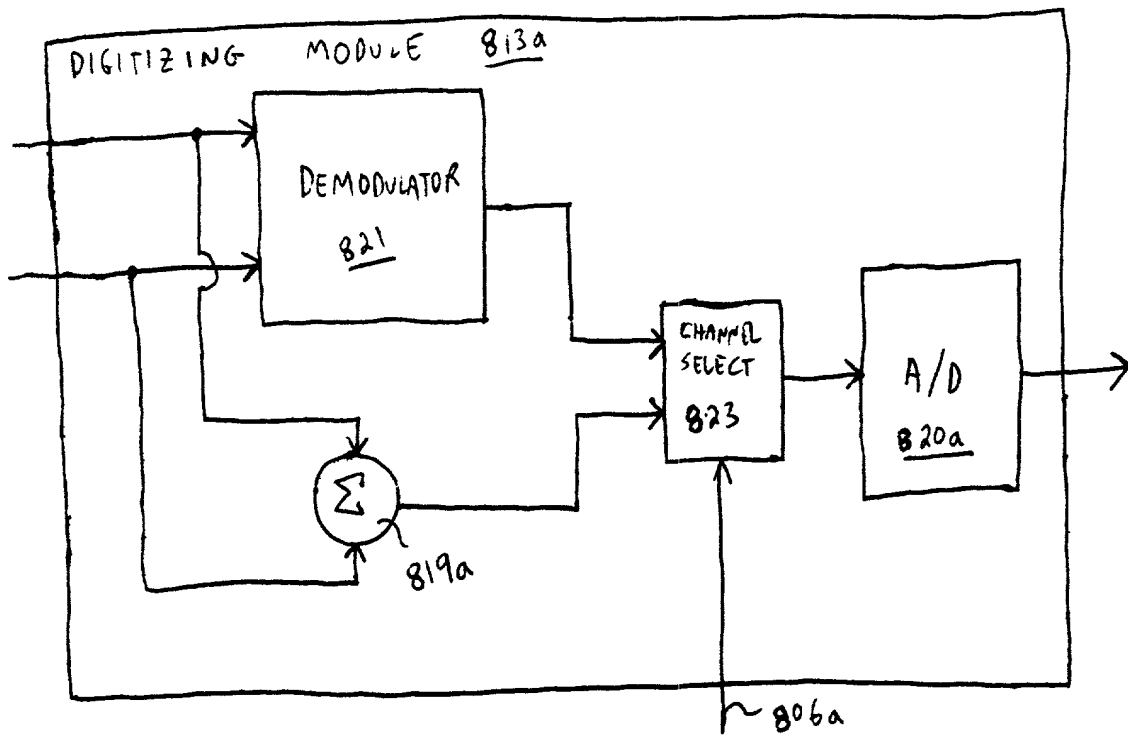 DIGITIZING MODULE 813a
DEMODULATOR
821
CHANNEL
SELECT
823
A/D
820a
Σ
819a
806a